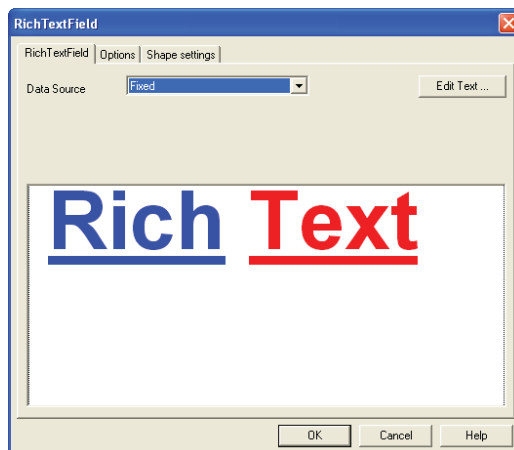 RichTextField
RichTextField Options Shape settings
Data Source Fixed Edit Text ...
Rich Text
OK Cancel Help